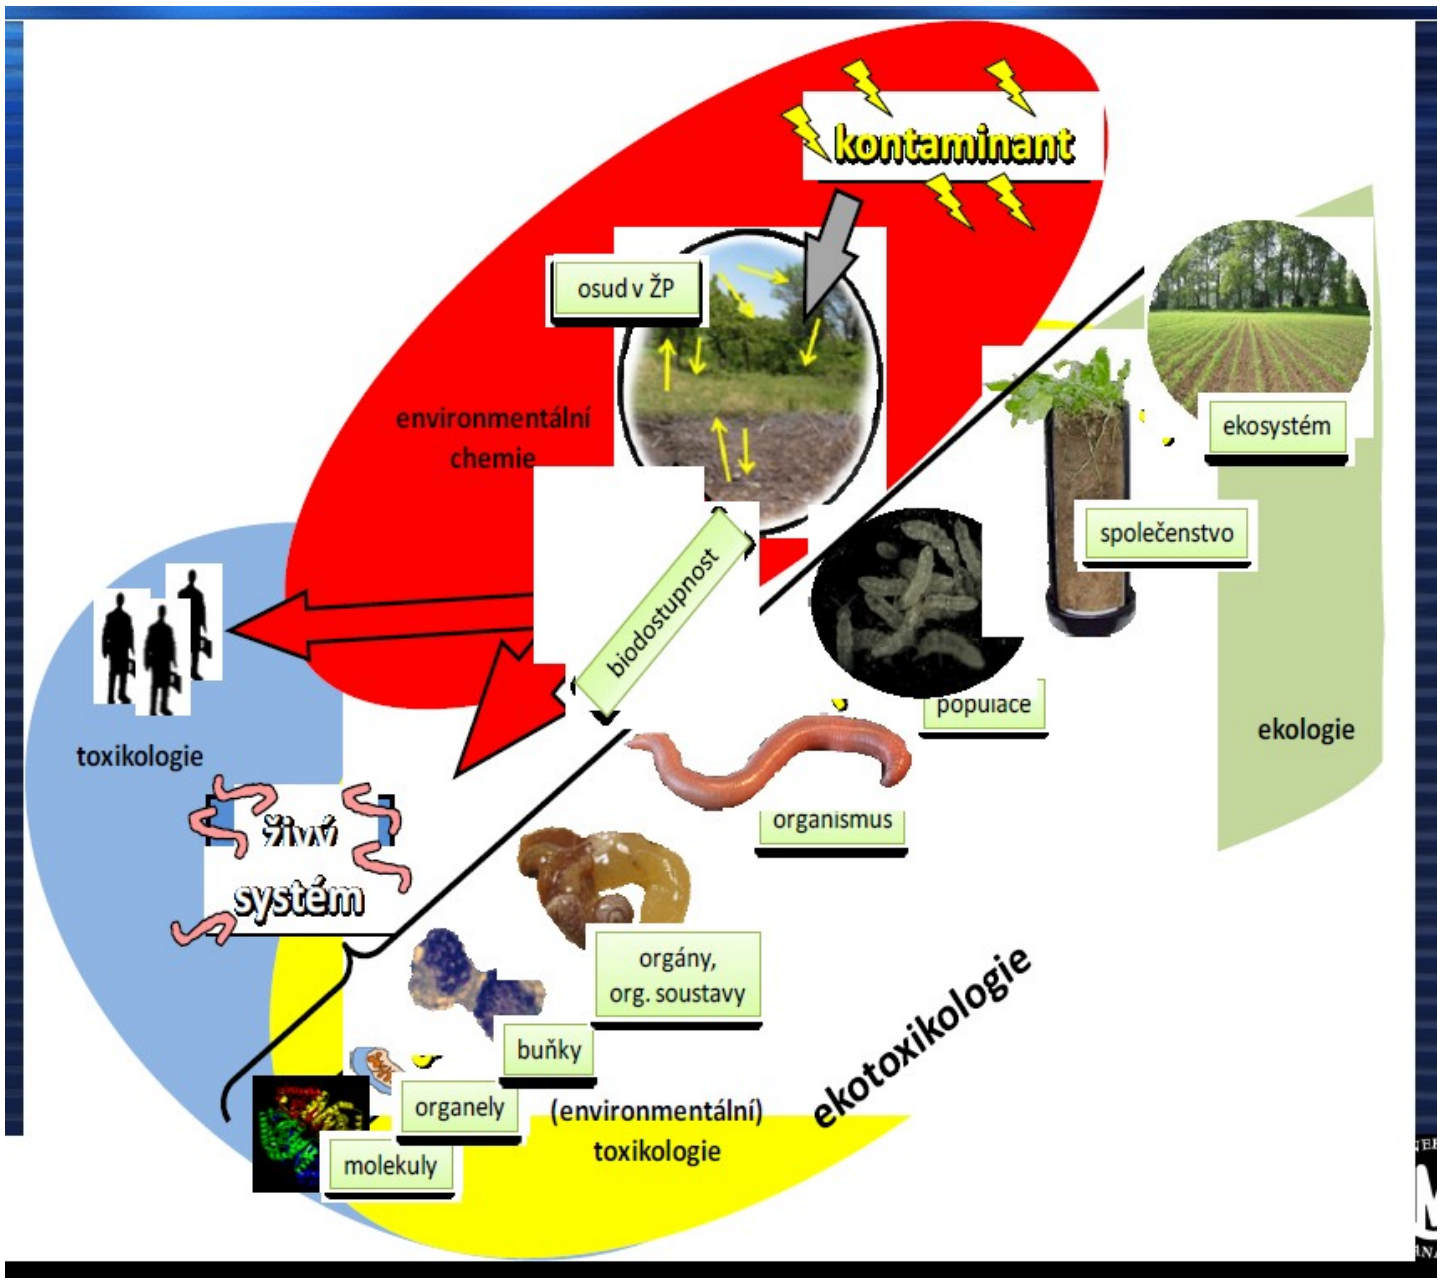 kontaminant
osud v ŽP
environmentální
chemie
ekosystém
společenstvo
biodostupnost
populace
ekologie
toxikologie
organismus
živý
systém
orgány,
org. soustavy
buňky
organely
molekuly
(environmentální)
toxikologie
ekotoxikologie